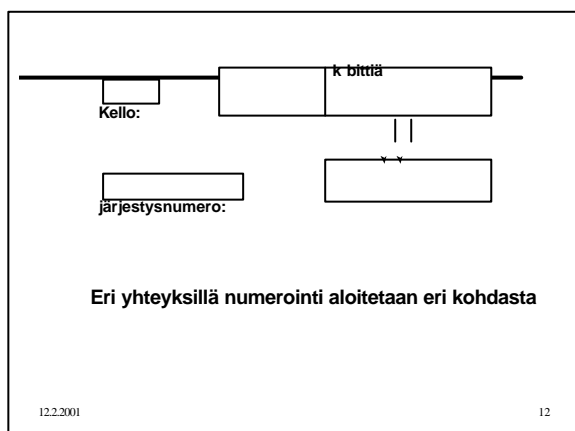 k bittiä
Kello:
järjestysnumero:
Eri yhteyksillä numerointi aloitetaan eri kohdasta
12.2.2001
12